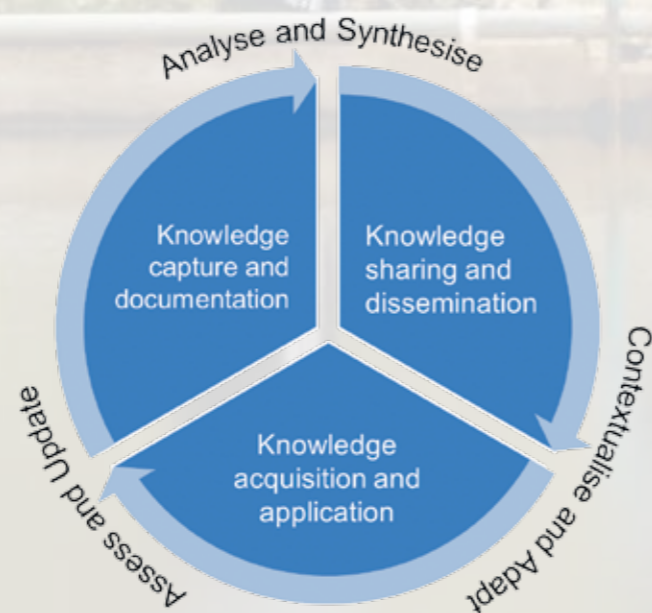 Analyse and Synthesise
Knowledge
capture and
documentation
Knowledge
sharing and
dissemination
Contextualise and Adapt
Knowledge
acquisition and
application
Assess and Update